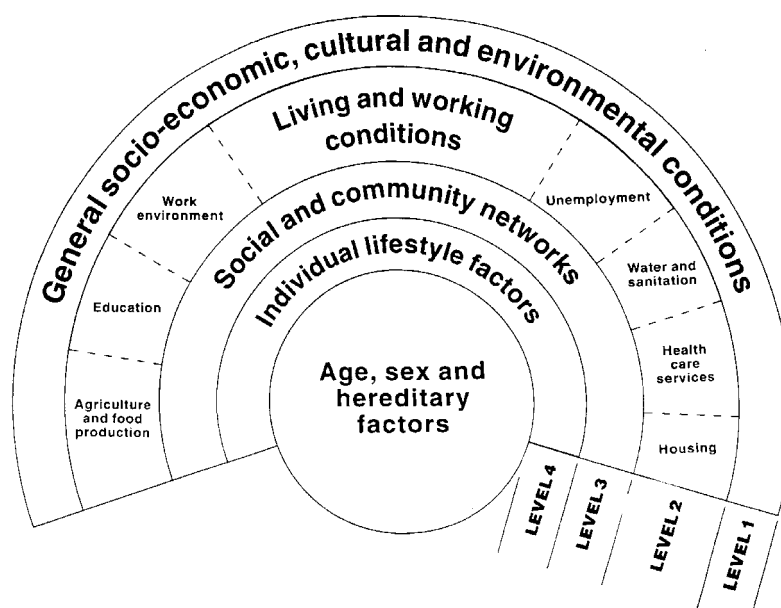 General socio-economic, cultural and environmental conditions
Living and working
conditions
Work
environment
Unemployment
Social and community networks
Individual lifestyle factors
Water and
sanitation
Education
Health
care
services
Age, sex and
hereditary
factors
Agriculture
and food
production
Housing
LEVEL 4
LEVEL 3
LEVEL 2
LEVEL 1